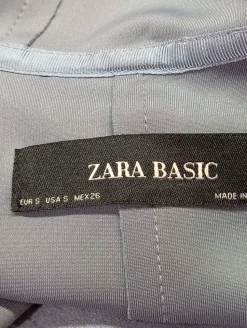 ZARA BASIC
EUR S USA S MEX 26 MADE IN